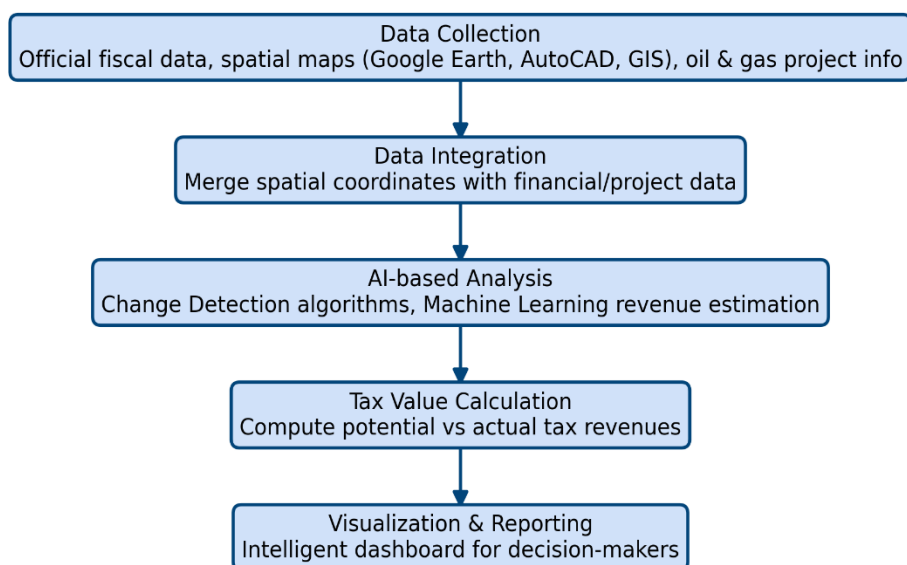 Data Collection
Official fiscal data, spatial maps (Google Earth, AutoCAD, GIS), oil & gas project info
Data Integration
Merge spatial coordinates with financial/project data
AI-based Analysis
Change Detection algorithms, Machine Learning revenue estimation
Tax Value Calculation
Compute potential vs actual tax revenues
Visualization & Reporting
Intelligent dashboard for decision-makers